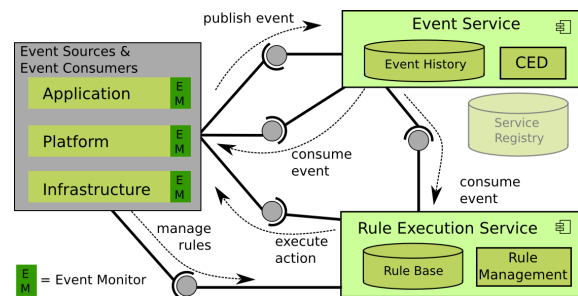 publish event
Event Service
Event Sources &
Event Consumers
Event History
CED
Application
E
M
Service
Registry
Platform
E
M
consume
event
consume
event
Infrastructure
E
M
manage
rules
execute
action
Rule Execution Service
Rule Base
Rule
Management
E
M
= Event Monitor